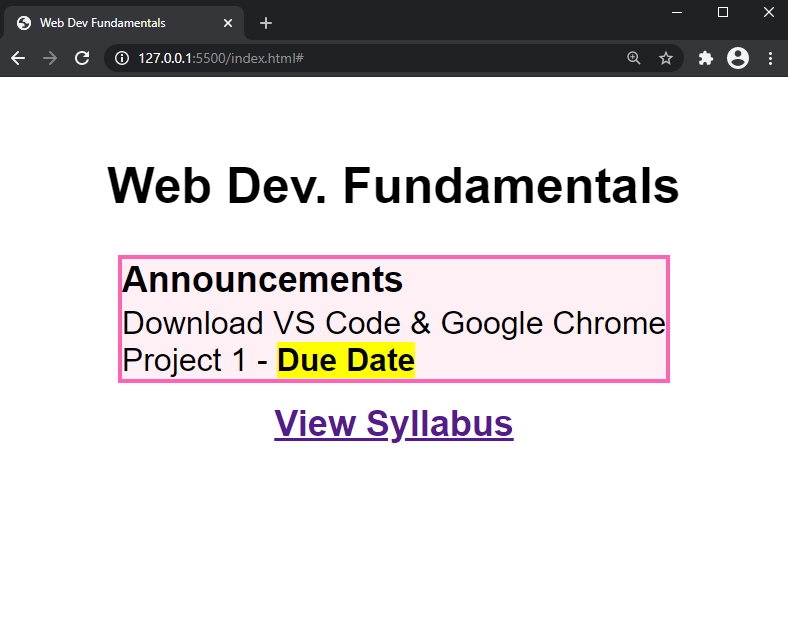 Web Dev Fundamentals
127.0.0.1:5500/index.html#
Web Dev. Fundamentals
Announcements
Download VS Code & Google Chrome
Project 1 - Due Date
View Syllabus